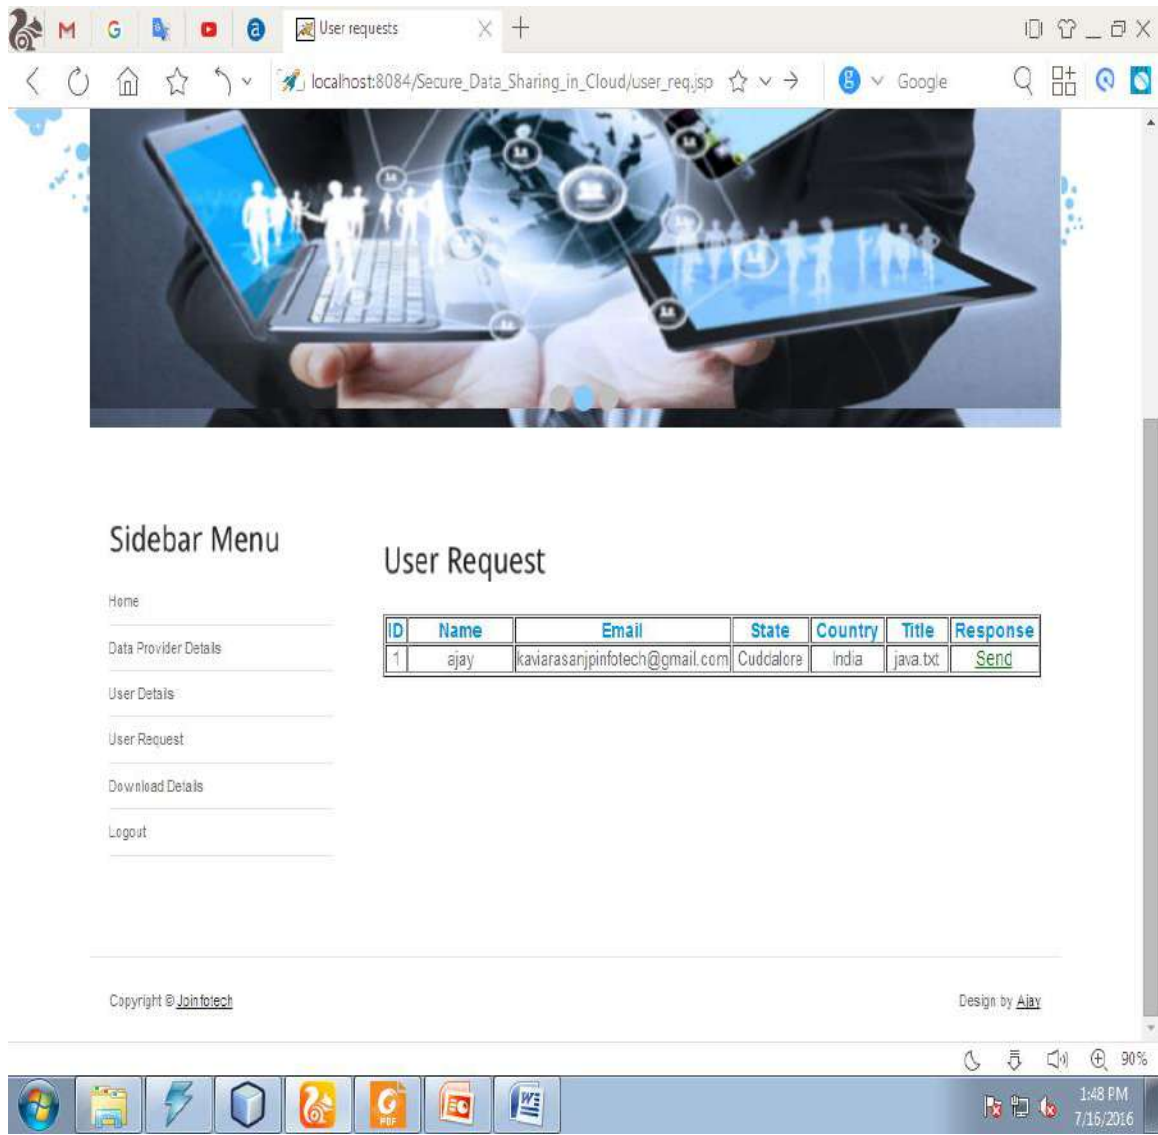 User requests
localhost:8084/Secure_Data_Sharing_in_Cloud/user_req.jsp
Google
Sidebar Menu
Home
Data Provider Details
User Details
User Request
Download Details
Logout
User Request
ID Name Email State Country Title Response
1 ajay kaviarasanjpinfotech@gmail.com Cuddalore India java.txt Send
Copyright © Jpinfotech
Design by Ajay
90%
1:48 PM
7/16/2016